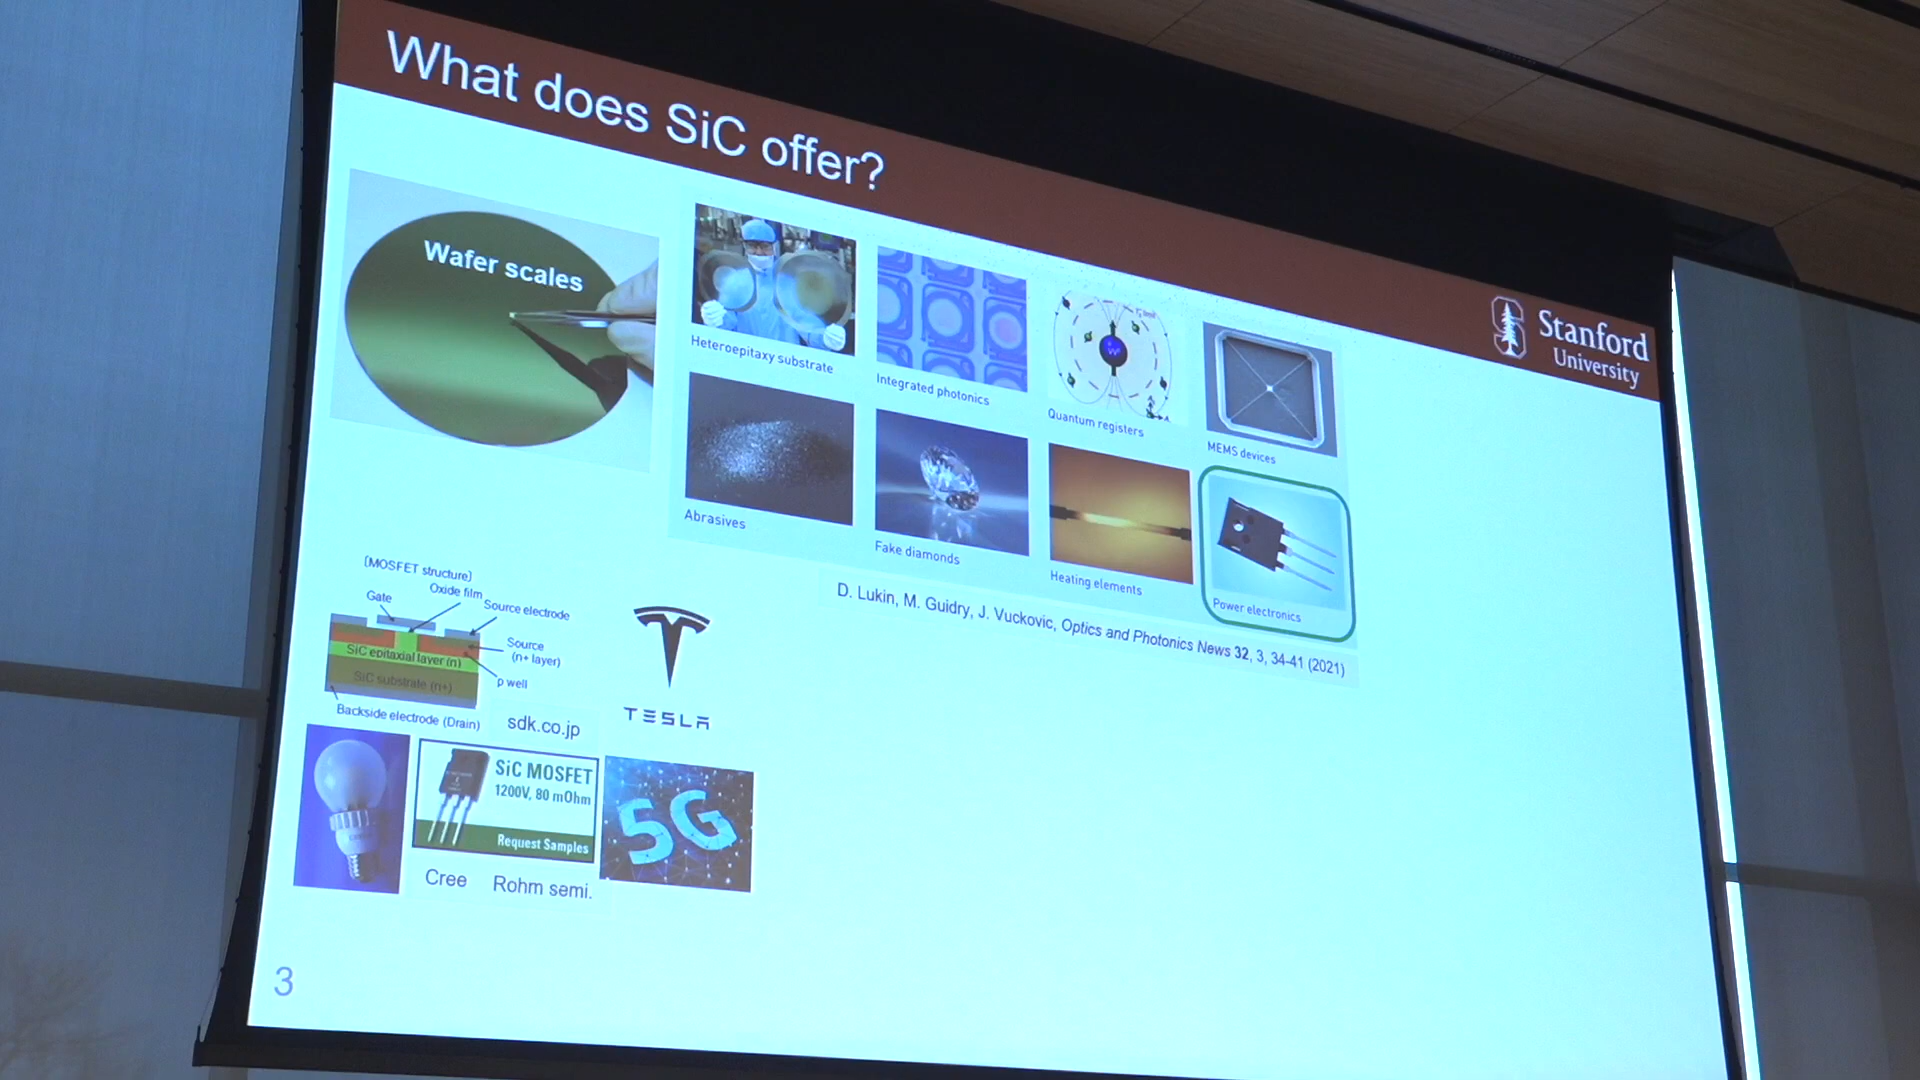 What does SiC offer?
Stanford
University
Wafer scales
Heteroepitaxy substrate
Integrated photonics
Quantum registers
MEMS devices
Abrasives
Fake diamonds
Heating elements
Power electronics
D. Lukin, M. Guidry, J. Vuckovic, Optics and Photonics News 32, 3, 34-41 (2021)
[MOSFET structure]
Oxide film
Gate
Source electrode
Source
(n+ layer)
SiC epitaxial layer (n)
SiC substrate (n+)
p well
Backside electrode (Drain)
sdk.co.jp
TESLA
SiC MOSFET
1200V, 80 mOhm
Request Samples
5G
Cree
Rohm semi.
3